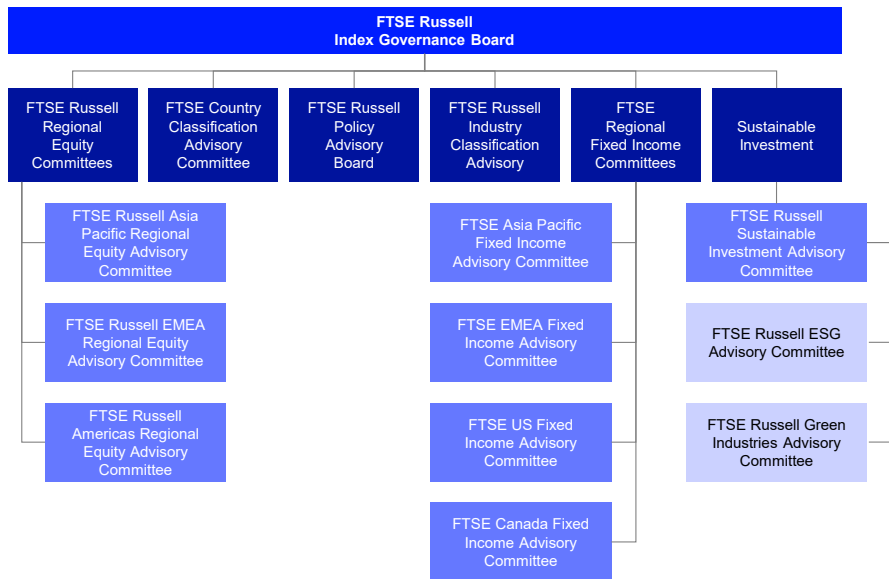 FTSE Russell
Index Governance Board
FTSE Russell
Regional
Equity
Committees
FTSE Country
Classification
Advisory
Committee
FTSE Russell
Policy
Advisory
Board
FTSE Russell
Industry
Classification
Advisory
FTSE
Regional
Fixed Income
Committees
Sustainable
Investment
FTSE Russell Asia
Pacific Regional
Equity Advisory
Committee
FTSE Russell EMEA
Regional Equity
Advisory Committee
FTSE Russell
Americas Regional
Equity Advisory
Committee
FTSE Asia Pacific
Fixed Income
Advisory Committee
FTSE EMEA Fixed
Income Advisory
Committee
FTSE US Fixed
Income Advisory
Committee
FTSE Canada Fixed
Income Advisory
Committee
FTSE Russell
Sustainable
Investment Advisory
Committee
FTSE Russell ESG
Advisory Committee
FTSE Russell Green
Industries Advisory
Committee